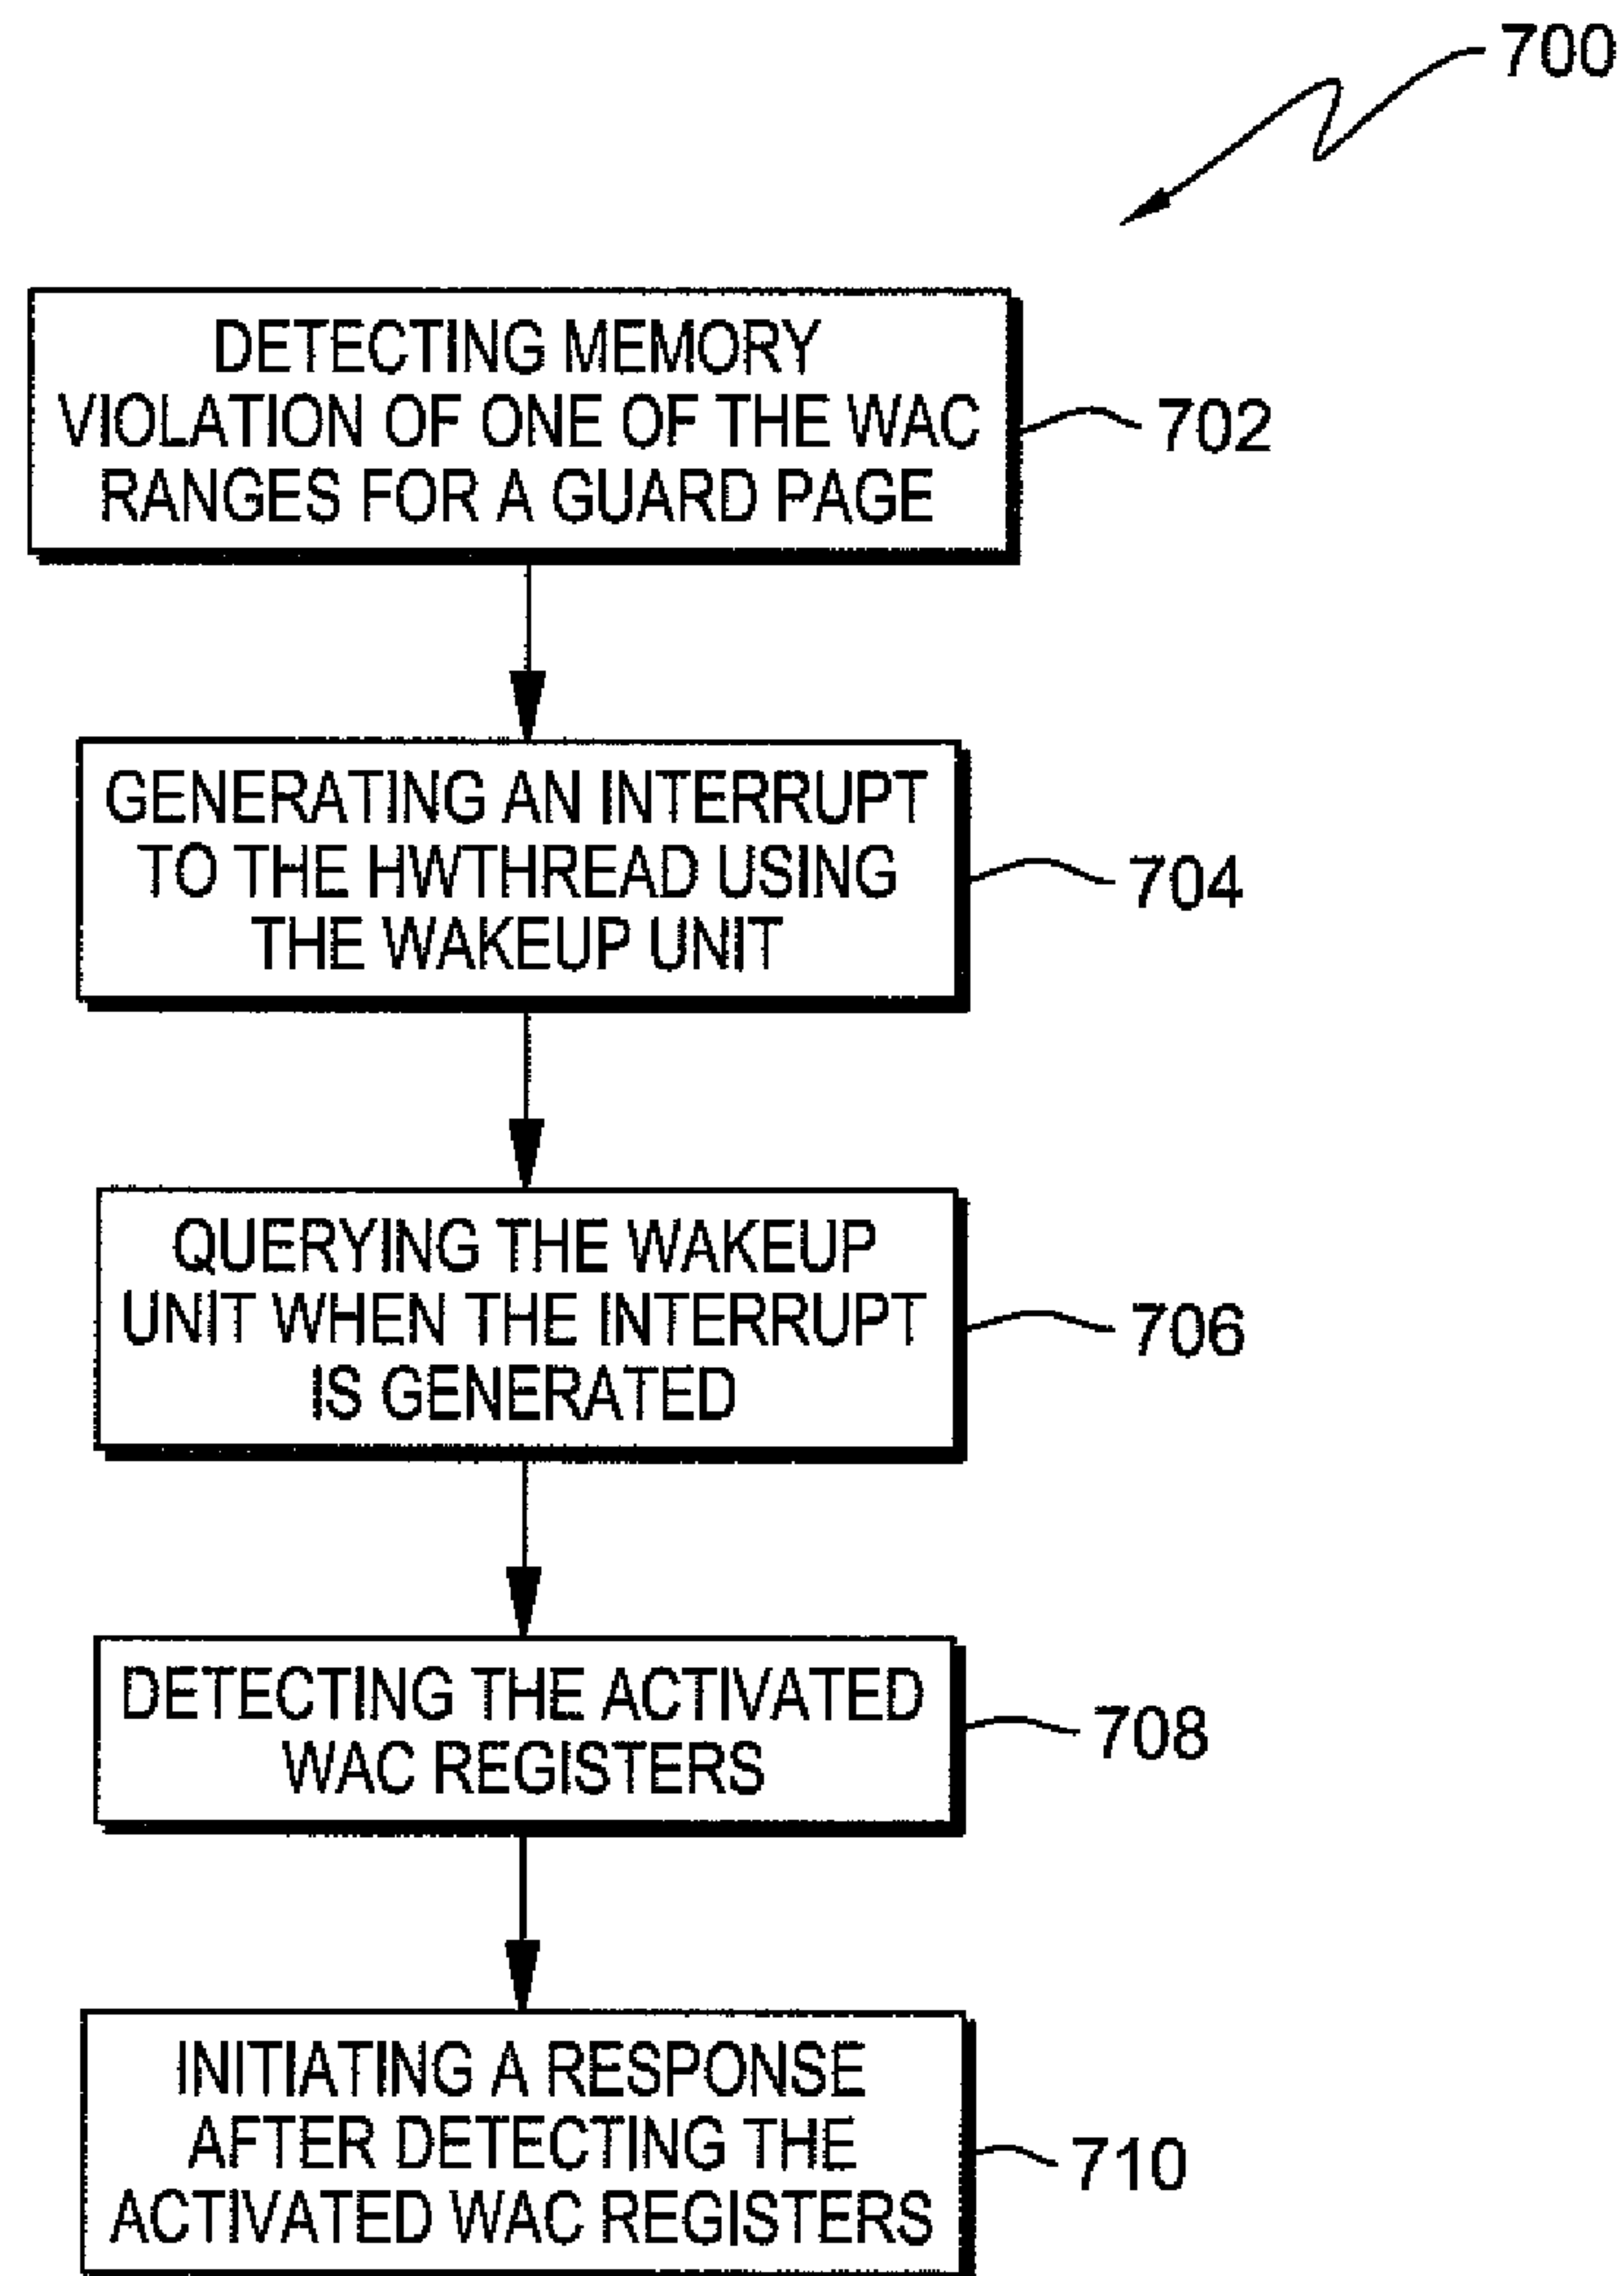 700
DETECTING MEMORY
VIOLATION OF ONE OF THE WAC
RANGES FOR A GUARD PAGE
702
GENERATING AN INTERRUPT
TO THE HWTHREAD USING
THE WAKEUP UNIT
704
QUERYING THE WAKEUP
UNIT WHEN THE INTERRUPT
IS GENERATED
706
DETECTING THE ACTIVATED
WAC REGISTERS
708
INITIATING A RESPONSE
AFTER DETECTING THE
ACTIVATED WAC REGISTERS
710